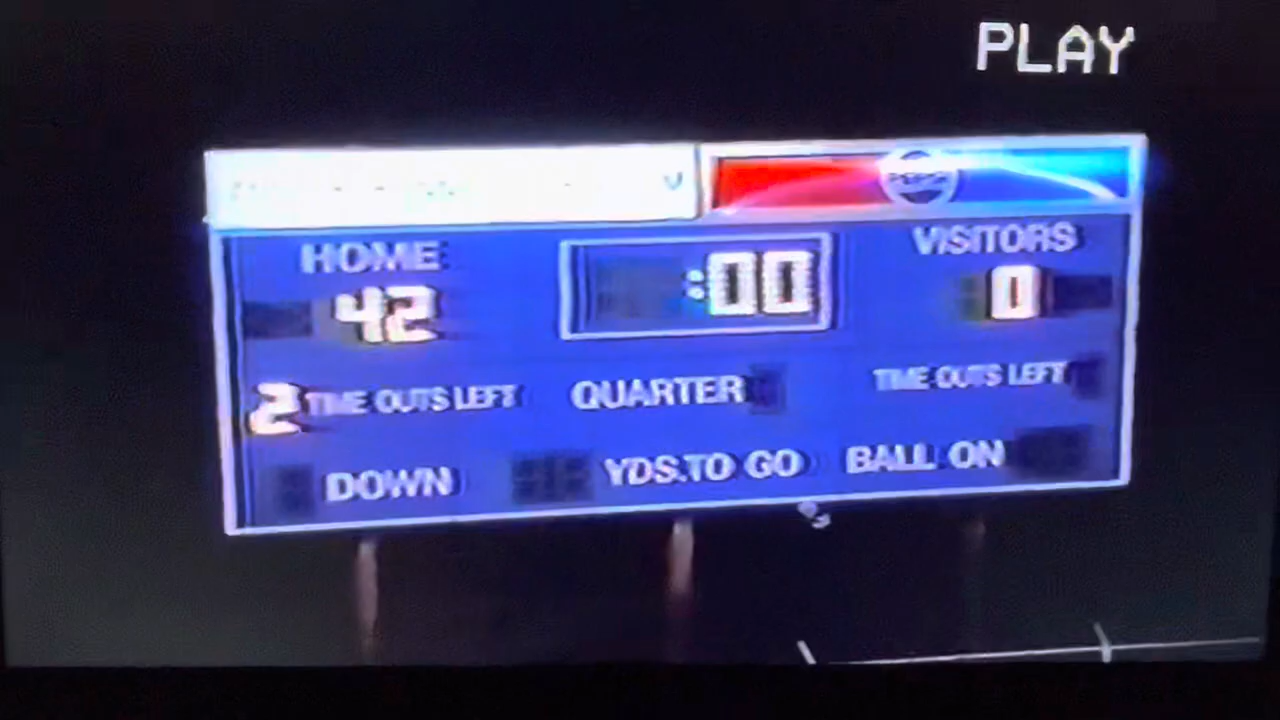 PLAY
PEPSI
HOME
:00
VISITORS
42
0
2 TIME OUTS LEFT
QUARTER
TIME OUTS LEFT
DOWN
YDS.TO GO
BALL ON